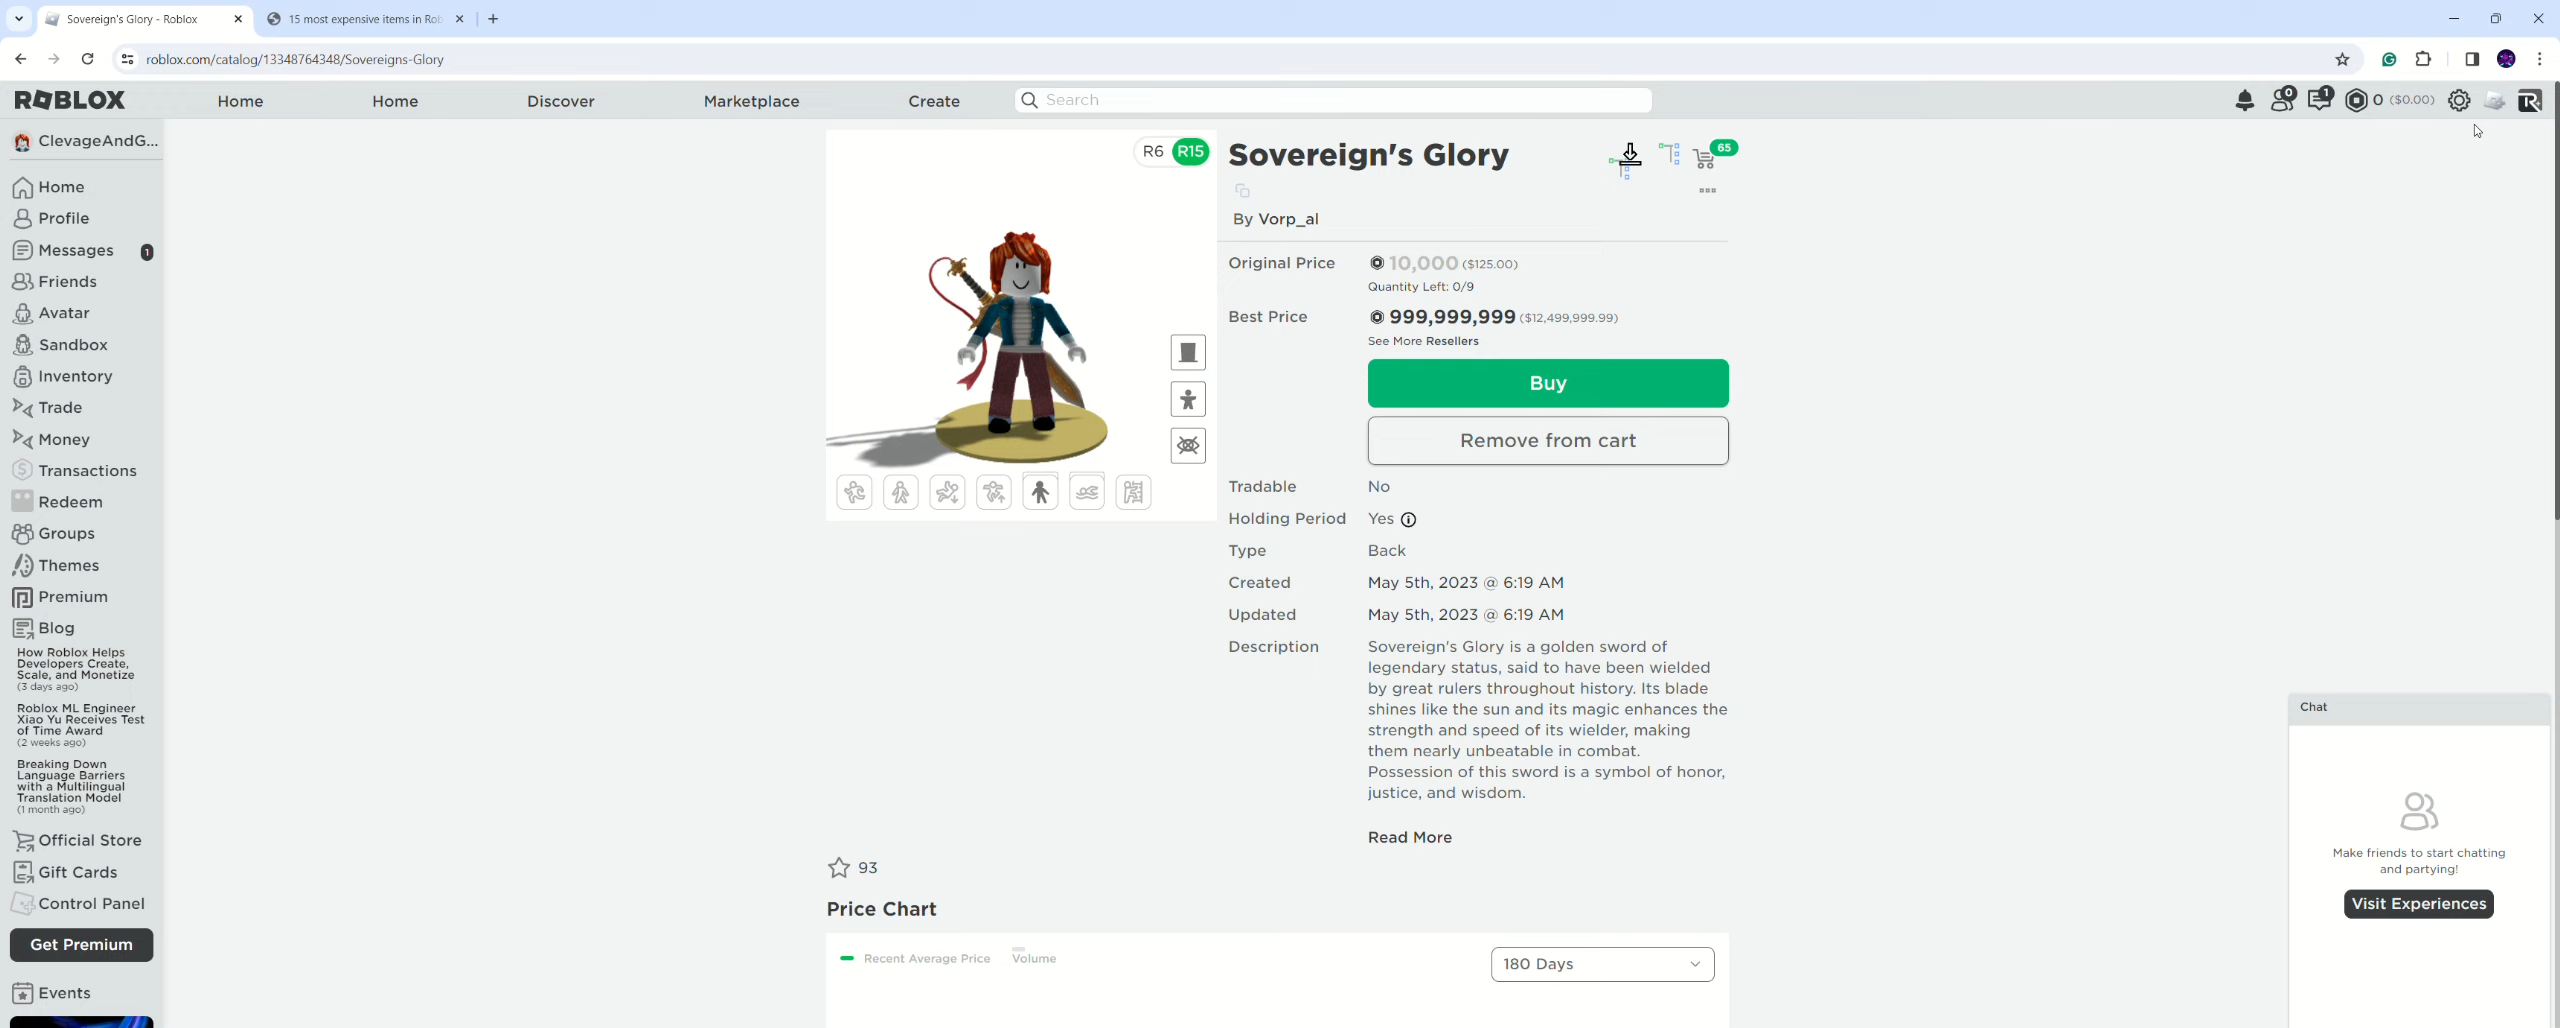 Sovereign's Glory - Roblox
15 most expensive items in Rob
roblox.com/catalog/13348764348/Sovereigns-Glory
ROBLOX
Home
Home
Discover
Marketplace
Create
Search
0
1
0 ($0.00)
ClevageAndG...
Home
Profile
Messages 1
Friends
Avatar
Sandbox
Inventory
Trade
Money
Transactions
Redeem
Groups
Themes
Premium
Blog
How Roblox Helps
Developers Create,
Scale, and Monetize
(3 days ago)
Roblox ML Engineer
Xiao Yu Receives Test
of Time Award
(2 weeks ago)
Breaking Down
Language Barriers
with a Multilingual
Translation Model
(1 month ago)
Official Store
Gift Cards
Control Panel
Get Premium
Events
R6 R15
Sovereign's Glory
65
By Vorp_al
Original Price 10,000 ($125.00)
Quantity Left: 0/9
Best Price 999,999,999 ($12,499,999.99)
See More Resellers
Buy
Remove from cart
Tradable No
Holding Period Yes
Type Back
Created May 5th, 2023 @ 6:19 AM
Updated May 5th, 2023 @ 6:19 AM
Description Sovereign's Glory is a golden sword of
legendary status, said to have been wielded
by great rulers throughout history. Its blade
shines like the sun and its magic enhances the
strength and speed of its wielder, making
them nearly unbeatable in combat.
Possession of this sword is a symbol of honor,
justice, and wisdom.
Read More
93
Price Chart
Recent Average Price
Volume
180 Days
Chat
Make friends to start chatting
and partying!
Visit Experiences